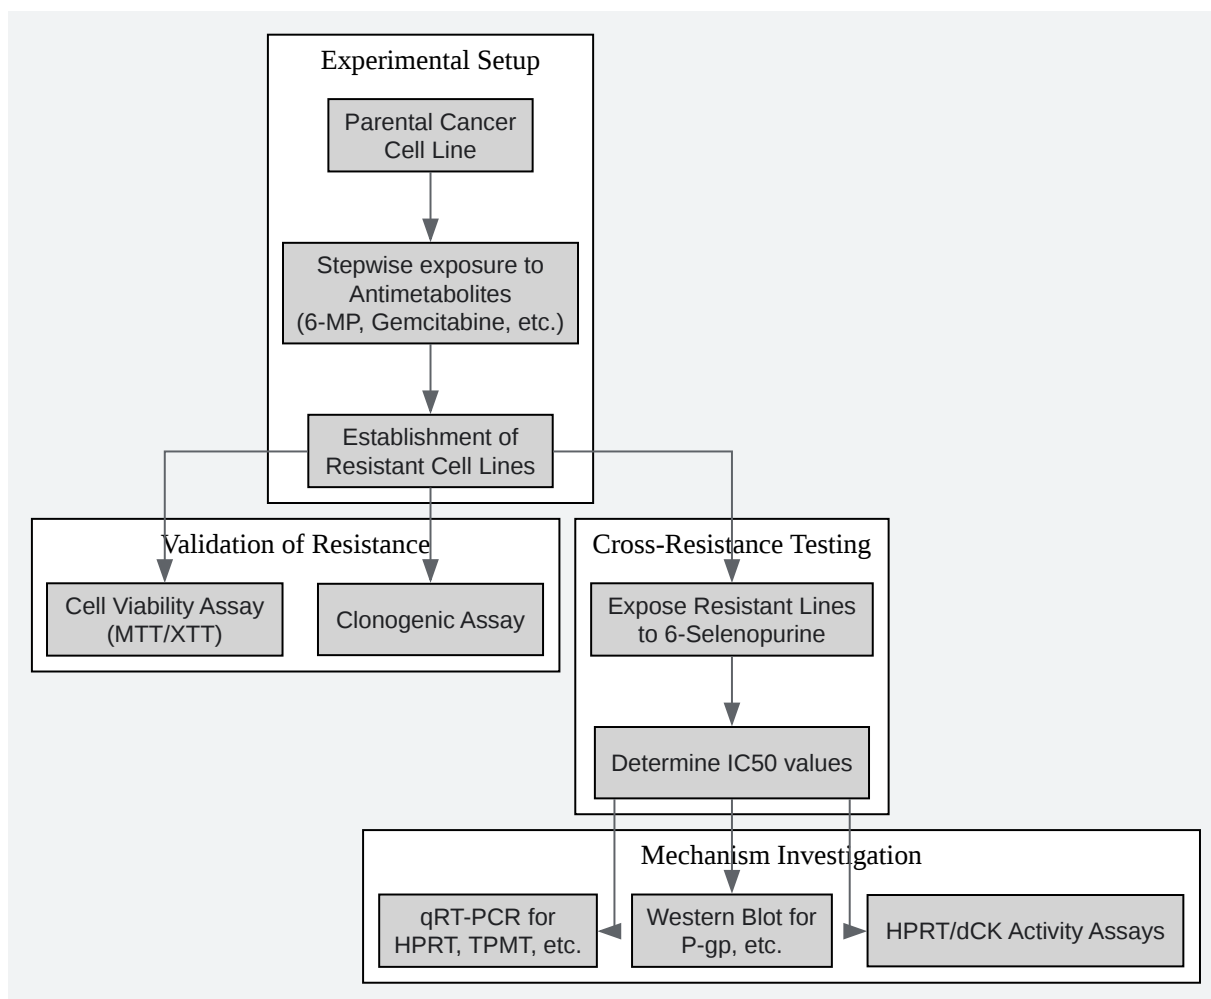 Experimental Setup
Parental Cancer
Cell Line
Stepwise exposure to
Antimetabolites
(6-MP, Gemcitabine, etc.)
Establishment of
Resistant Cell Lines
Validation of Resistance
Cell Viability Assay
(MTT/XTT)
Clonogenic Assay
Cross-Resistance Testing
Expose Resistant Lines
to 6-Selenopurine
Determine IC50 values
Mechanism Investigation
qRT-PCR for
HPRT, TPMT, etc.
Western Blot for
P-gp, etc.
HPRT/dCK Activity Assays